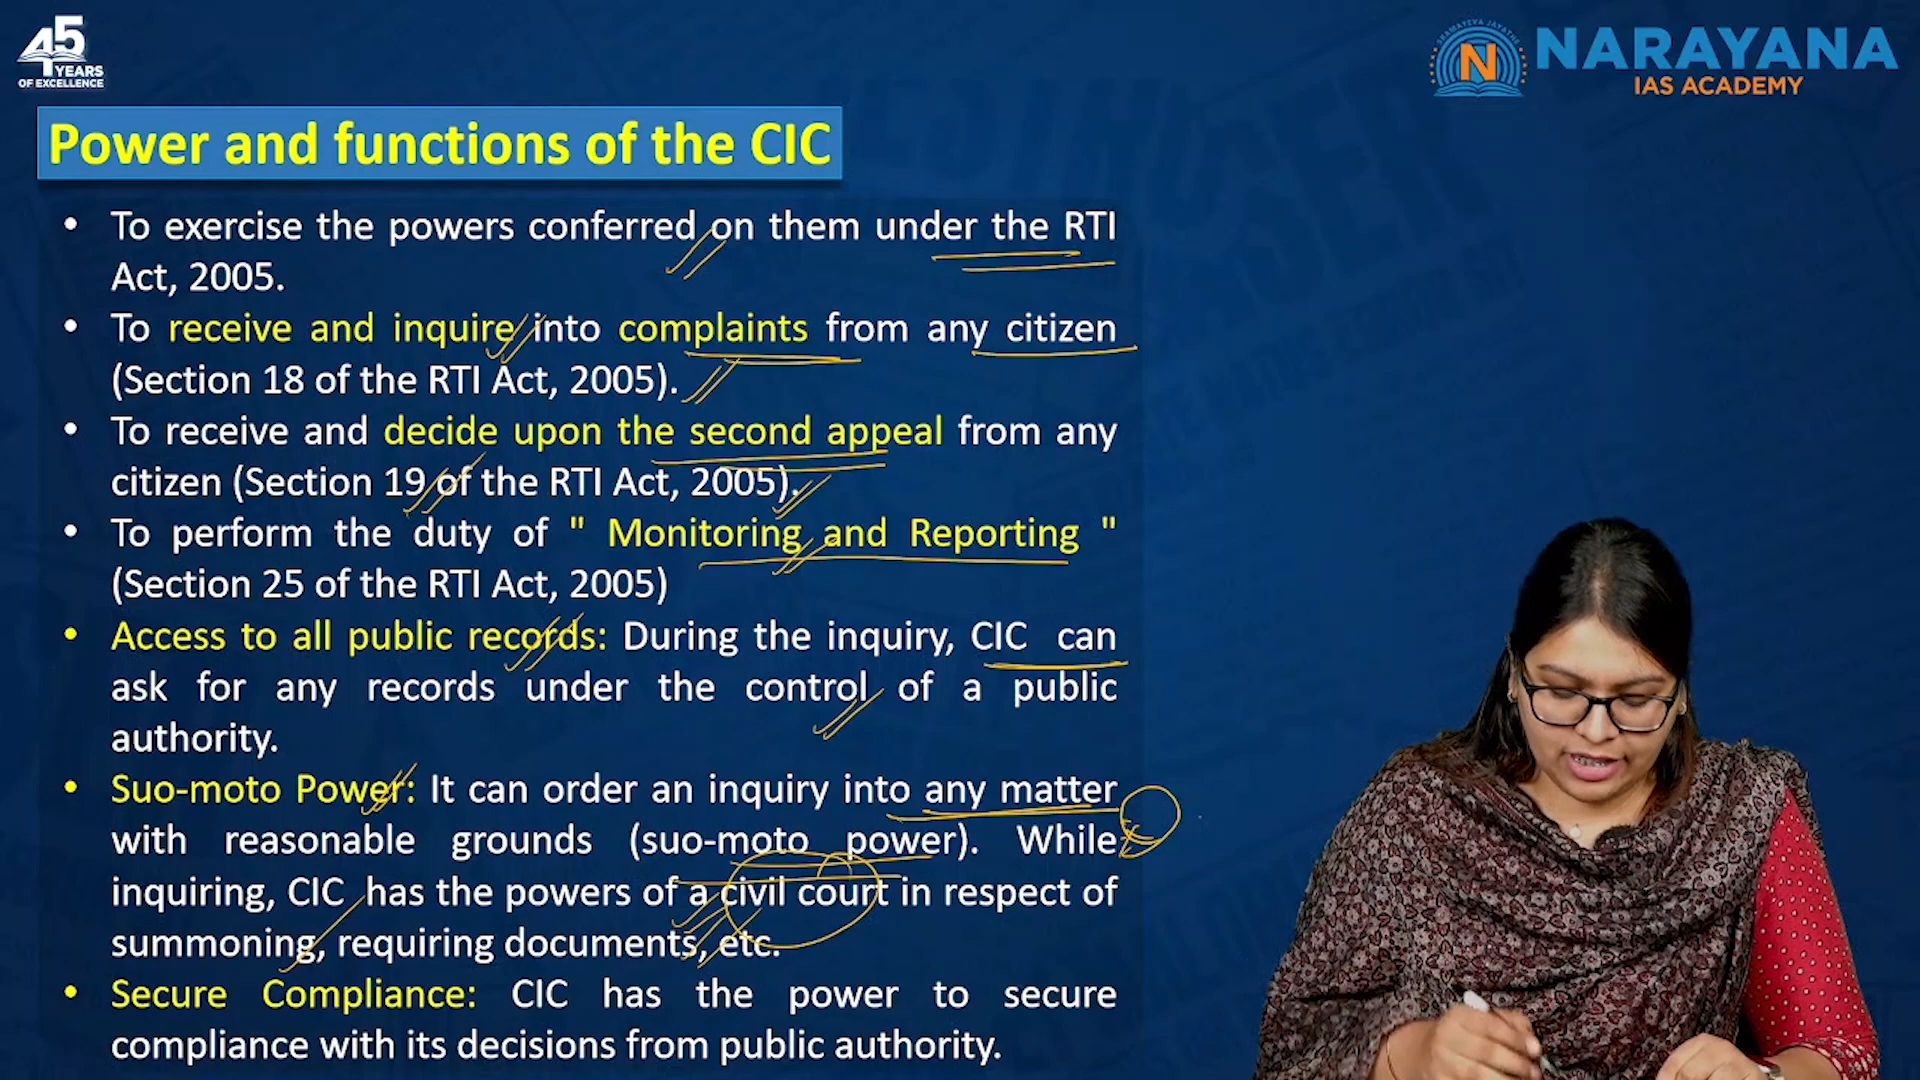 45
YEARS
OF EXCELLENCE
SHAMAYEVA JAYATHE
N
NARAYANA
IAS ACADEMY
Power and functions of the CIC
• To exercise the powers conferred on them under the RTI
Act, 2005.
• To receive and inquire into complaints from any citizen
(Section 18 of the RTI Act, 2005).
• To receive and decide upon the second appeal from any
citizen (Section 19 of the RTI Act, 2005).
• To perform the duty of " Monitoring and Reporting "
(Section 25 of the RTI Act, 2005)
• Access to all public records: During the inquiry, CIC can
ask for any records under the control of a public
authority.
• Suo-moto Power: It can order an inquiry into any matter
with reasonable grounds (suo-moto power). While
inquiring, CIC has the powers of a civil court in respect of
summoning, requiring documents, etc.
• Secure Compliance: CIC has the power to secure
compliance with its decisions from public authority.